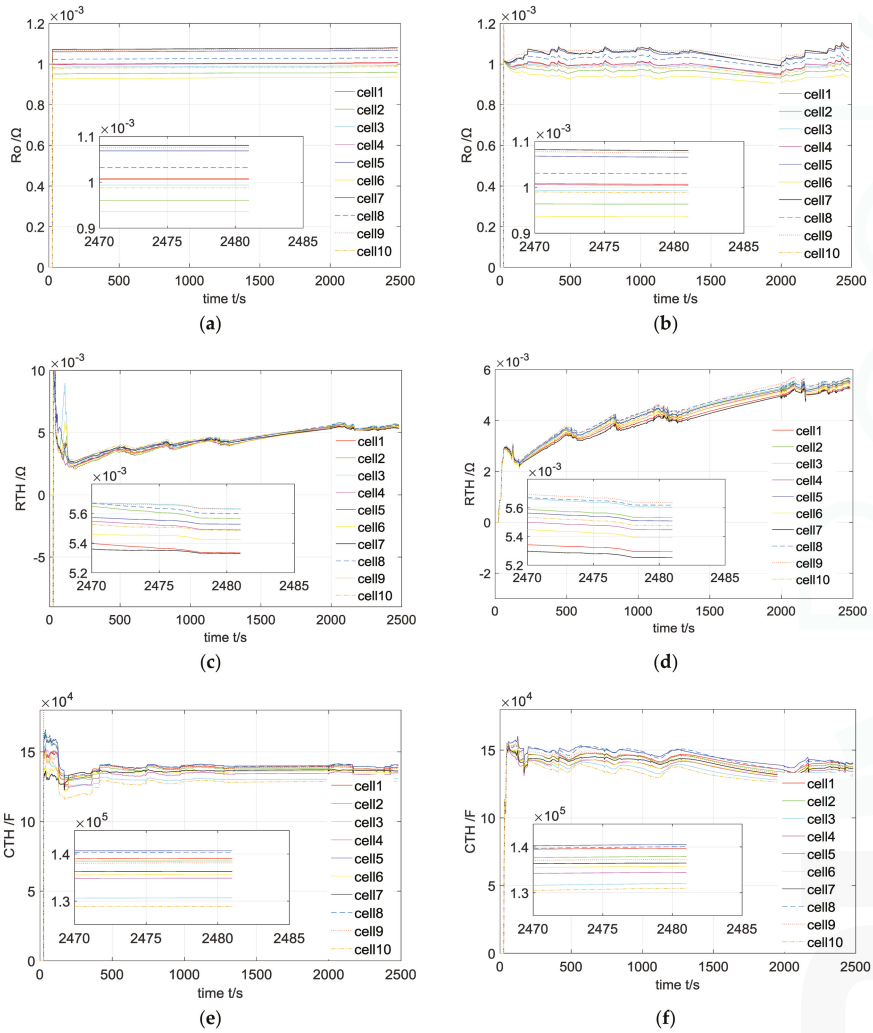 ×10⁻³
1.2
1
0.8
0.6
0.4
0.2
0
Ro /Ω
0
500
1000
1500
2000
2500
time t/s
cell1
cell2
cell3
cell4
cell5
cell6
cell7
cell8
cell9
cell10
×10⁻³
1.1
1
0.9
2470
2475
2480
2485
(a)
×10⁻³
1.2
1
0.8
0.6
0.4
0.2
0
Ro /Ω
0
500
1000
1500
2000
2500
time t/s
cell1
cell2
cell3
cell4
cell5
cell6
cell7
cell8
cell9
cell10
×10⁻³
1.1
1
0.9
2470
2475
2480
2485
(b)
×10⁻³
10
5
0
-5
RTH /Ω
0
500
1000
1500
2000
2500
time t/s
cell1
cell2
cell3
cell4
cell5
cell6
cell7
cell8
cell9
cell10
×10⁻³
5.6
5.4
5.2
2470
2475
2480
2485
(c)
×10⁻³
6
4
2
0
-2
RTH /Ω
0
500
1000
1500
2000
2500
time t/s
cell1
cell2
cell3
cell4
cell5
cell6
cell7
cell8
cell9
cell10
×10⁻³
5.6
5.4
5.2
2470
2475
2480
2485
(d)
×10⁴
15
10
5
0
CTH /F
0
500
1000
1500
2000
2500
time t/s
cell1
cell2
cell3
cell4
cell5
cell6
cell7
cell8
cell9
cell10
×10⁵
1.4
1.3
2470
2475
2480
2485
(e)
×10⁴
15
10
5
0
CTH /F
0
500
1000
1500
2000
2500
time t/s
cell1
cell2
cell3
cell4
cell5
cell6
cell7
cell8
cell9
cell10
×10⁵
1.4
1.3
2470
2475
2480
2485
(f)